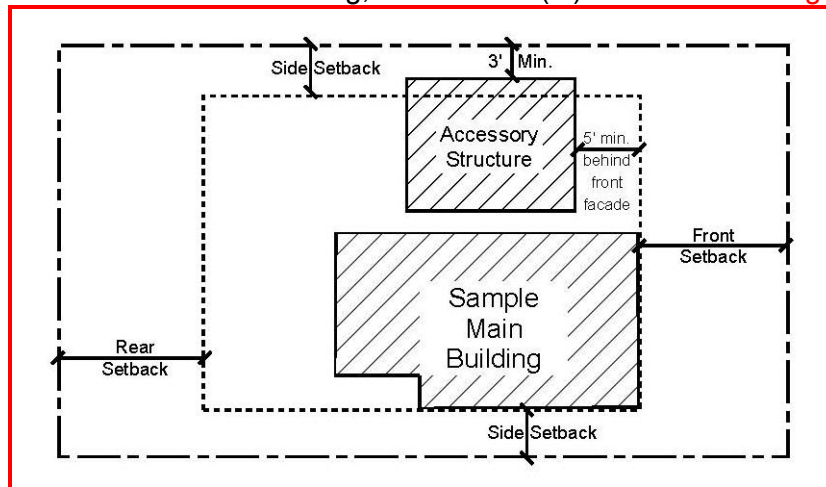 Side Setback
3' Min.
Accessory
Structure
5' min.
behind
front
facade
Front
Setback
Sample
Main
Building
Rear
Setback
Side Setback